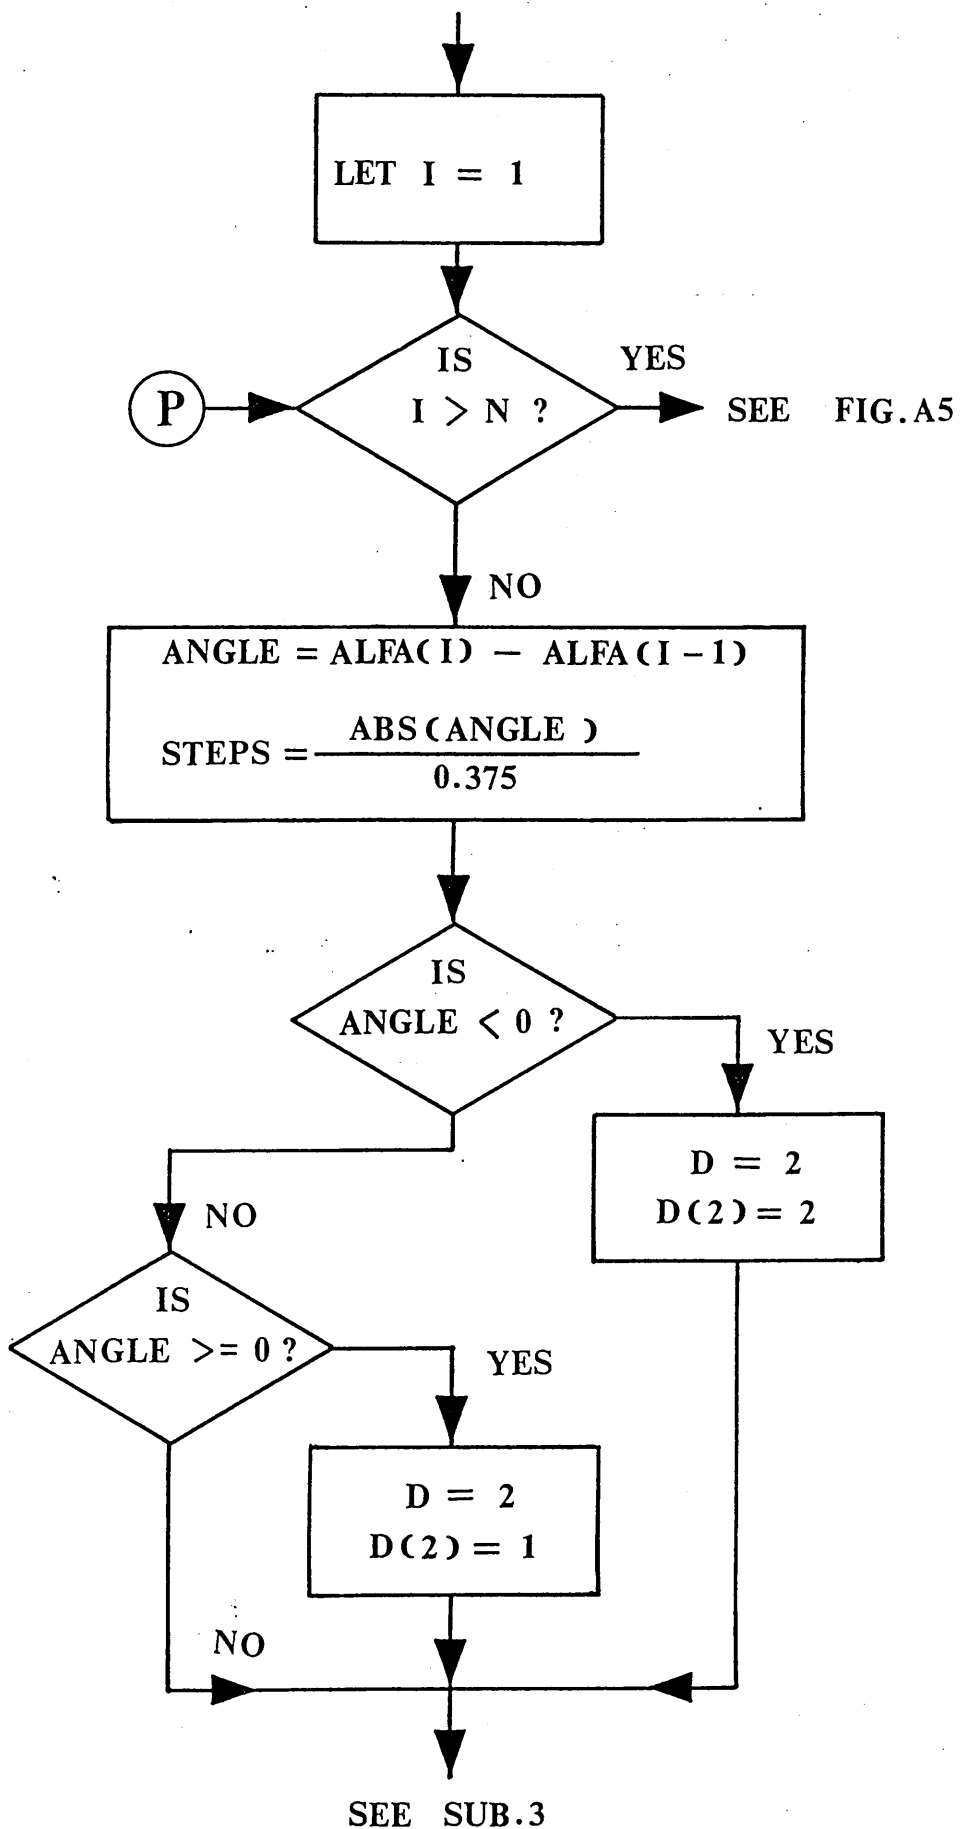 LET I = 1
IS
I > N ?
YES
P
SEE FIG.A5
NO
ANGLE = ALFA(I) - ALFA(I-1)
STEPS = ABS(ANGLE)
0.375
IS
ANGLE < 0 ?
YES
D = 2
D(2) = 2
NO
IS
ANGLE >= 0 ?
YES
D = 2
D(2) = 1
NO
SEE SUB.3